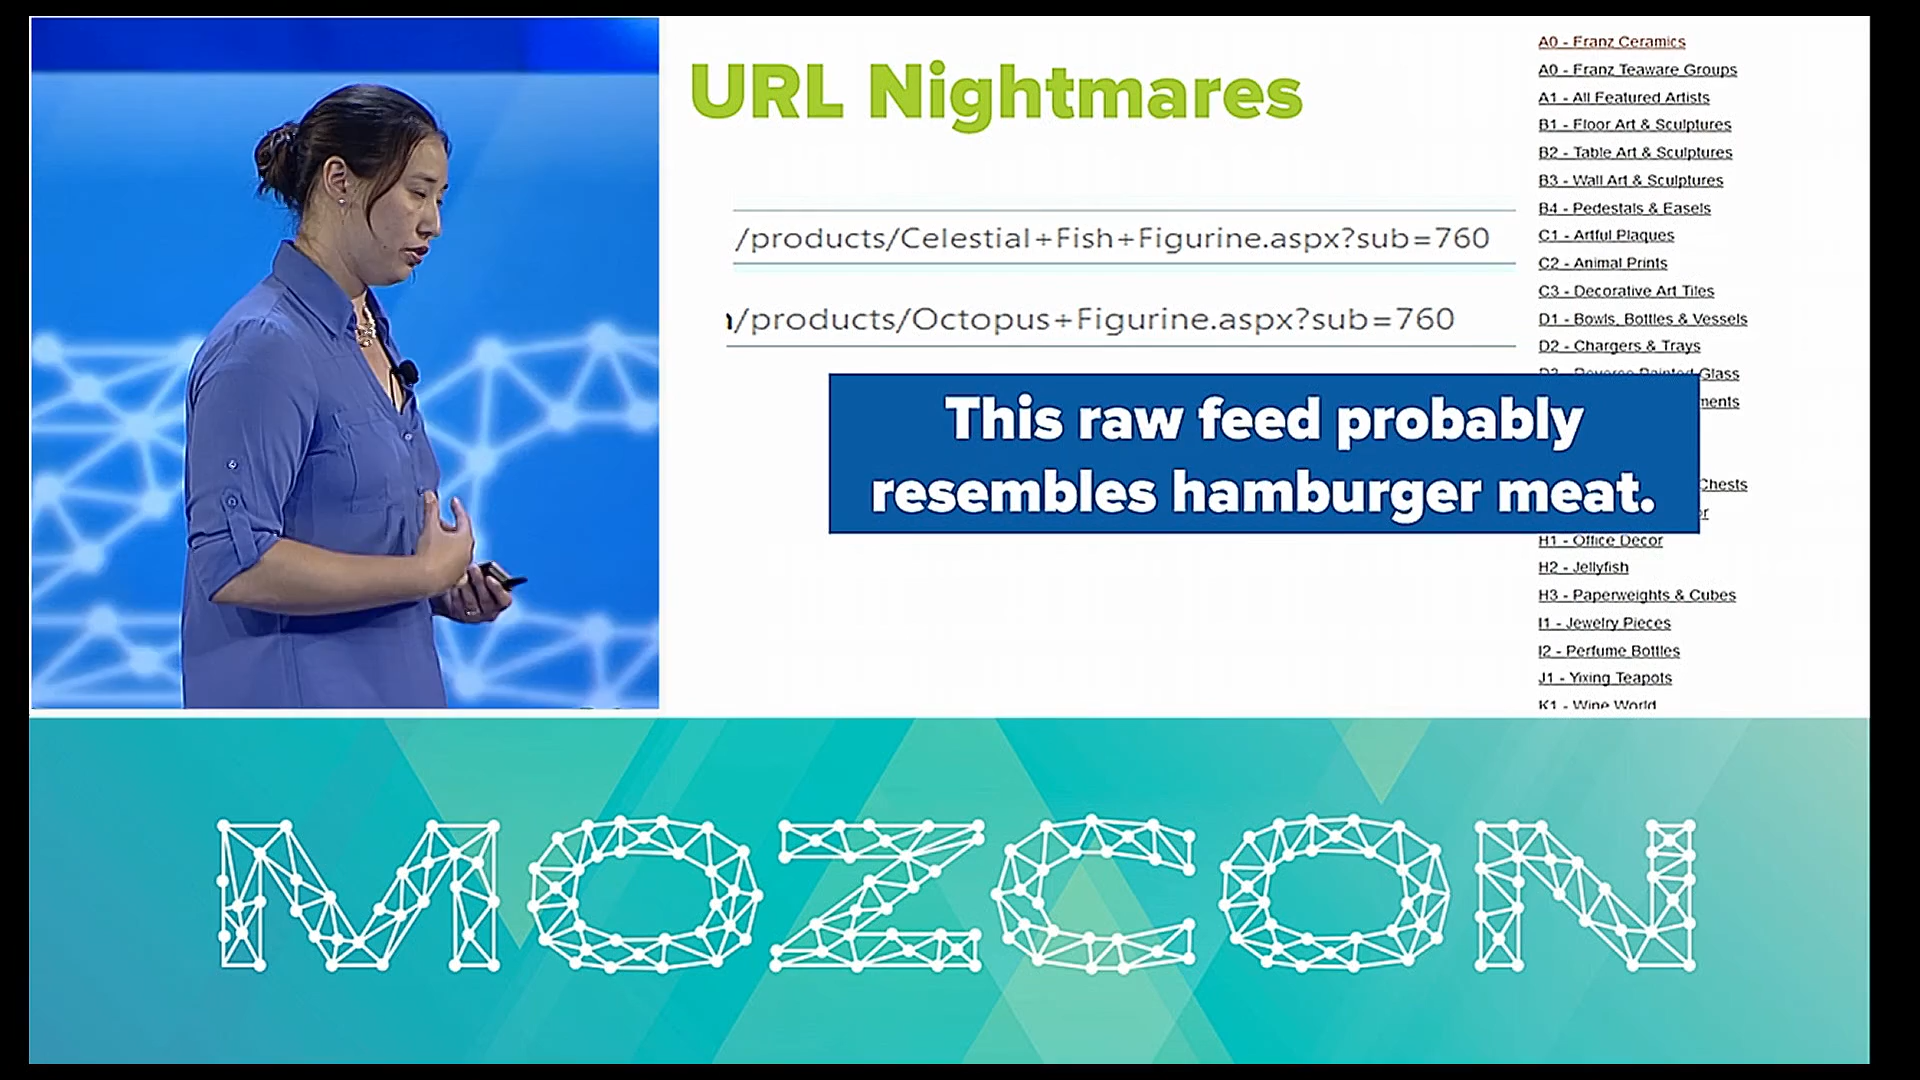 URL Nightmares
/products/Celestial+Fish+Figurine.aspx?sub=760
/products/Octopus+Figurine.aspx?sub=760
This raw feed probably
resembles hamburger meat.
A0 - Franz Ceramics
A0 - Franz Teaware Groups
A1 - All Featured Artists
B1 - Floor Art & Sculptures
B2 - Table Art & Sculptures
B3 - Wall Art & Sculptures
B4 - Pedestals & Easels
C1 - Artful Plaques
C2 - Animal Prints
C3 - Decorative Art Tiles
D1 - Bowls, Bottles & Vessels
D2 - Chargers & Trays
D3 - Reverse Painted Glass
Chests
H1 - Office Decor
H2 - Jellyfish
H3 - Paperweights & Cubes
I1 - Jewelry Pieces
I2 - Perfume Bottles
J1 - Yixing Teapots
K1 - Wine World
MOZCON